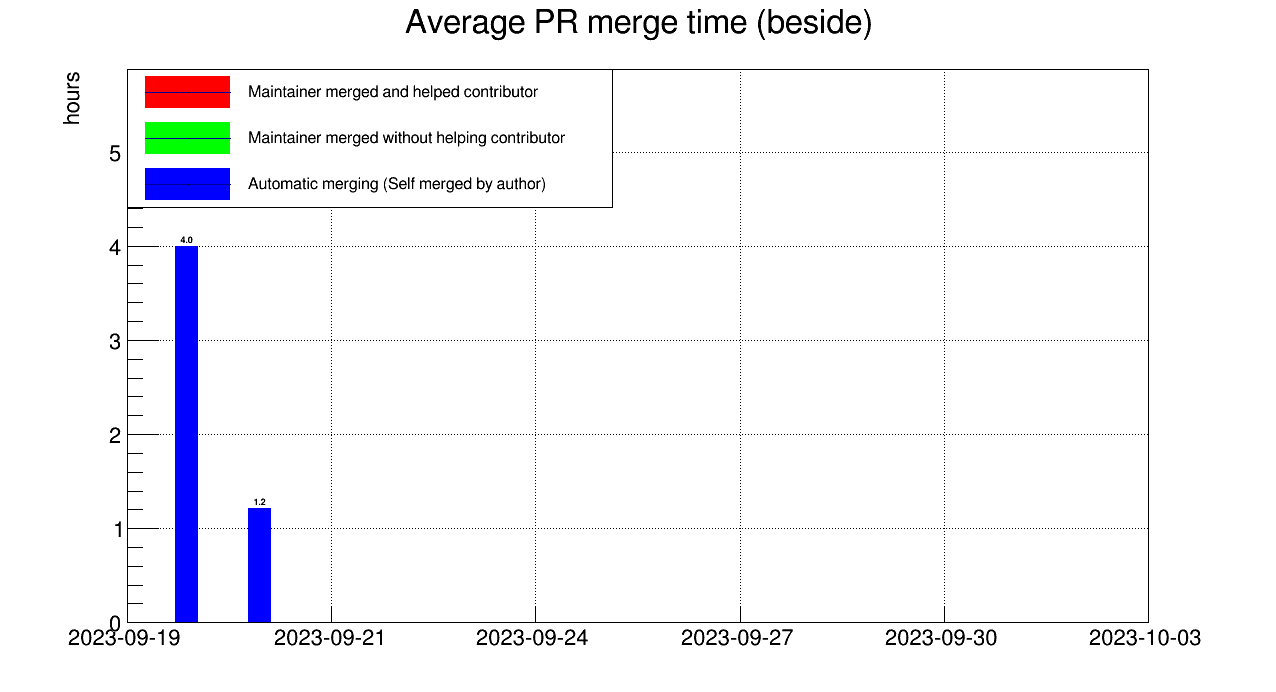 Average PR merge time (beside)
hours
Maintainer merged and helped contributor
Maintainer merged without helping contributor
Automatic merging (Self merged by author)
5
4
3
2
1
0
4.0
1.2
2023-09-19
2023-09-21
2023-09-24
2023-09-27
2023-09-30
2023-10-03